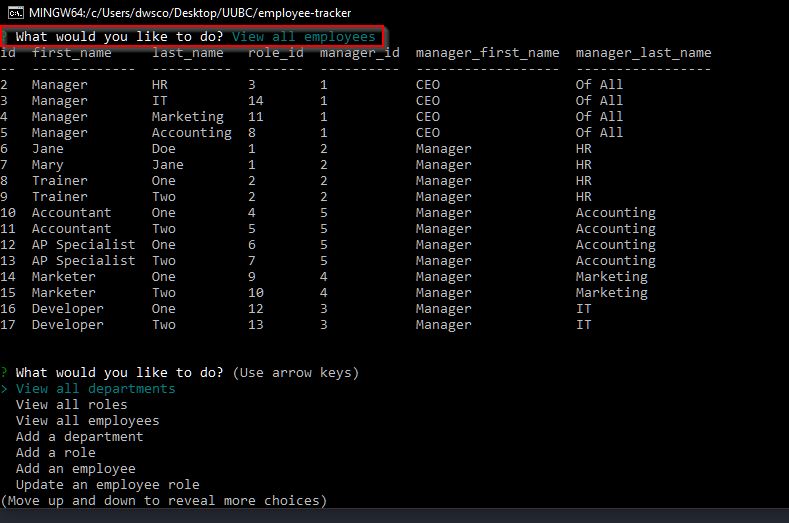 MINGW64:/c/Users/dwsco/Desktop/UUBC/employee-tracker
? What would you like to do? View all employees
id  first_name     last_name   role_id  manager_id  manager_first_name  manager_last_name
--  -------------  ----------  -------  ----------  ------------------  -----------------
2   Manager        HR          3        1           CEO                 Of All
3   Manager        IT          14       1           CEO                 Of All
4   Manager        Marketing   11       1           CEO                 Of All
5   Manager        Accounting  8        1           CEO                 Of All
6   Jane           Doe         1        2           Manager             HR
7   Mary           Jane        1        2           Manager             HR
8   Trainer        One         2        2           Manager             HR
9   Trainer        Two         2        2           Manager             HR
10  Accountant     One         4        5           Manager             Accounting
11  Accountant     Two         5        5           Manager             Accounting
12  AP Specialist  One         6        5           Manager             Accounting
13  AP Specialist  Two         7        5           Manager             Accounting
14  Marketer       One         9        4           Manager             Marketing
15  Marketer       Two         10       4           Manager             Marketing
16  Developer      One         12       3           Manager             IT
17  Developer      Two         13       3           Manager             IT
? What would you like to do? (Use arrow keys)
> View all departments
  View all roles
  View all employees
  Add a department
  Add a role
  Add an employee
  Update an employee role
(Move up and down to reveal more choices)